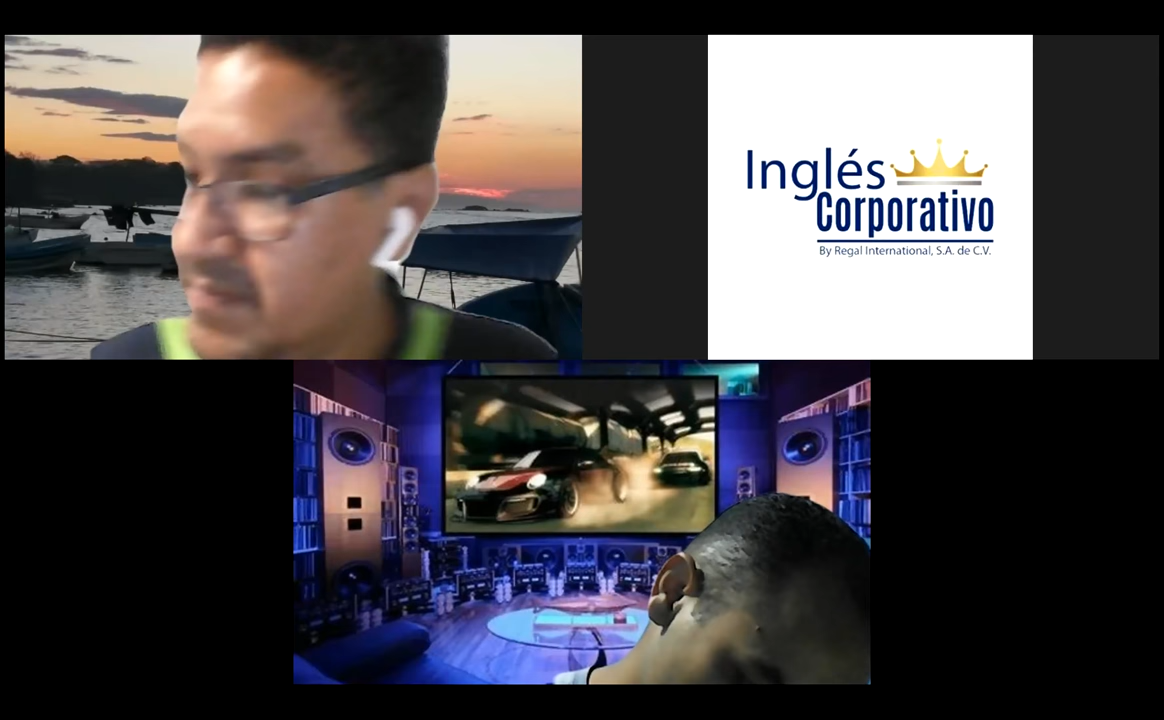 Inglés
Corporativo
By Regal International, S.A. de C.V.